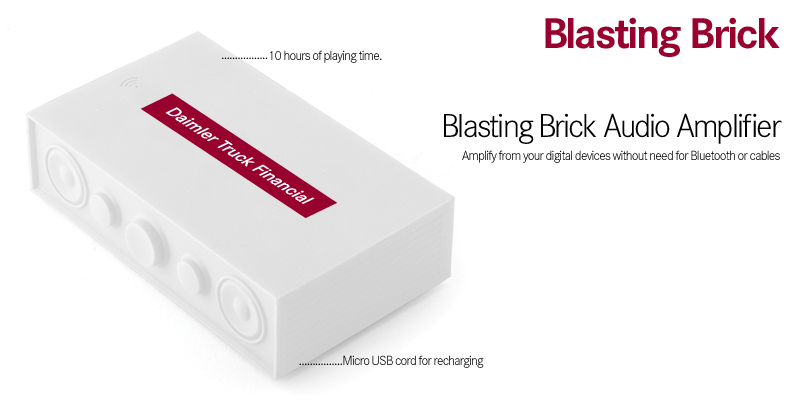 Blasting Brick
10 hours of playing time.
Daimler Truck Financial
Blasting Brick Audio Amplifier
Amplify from your digital devices without need for Bluetooth or cables
Micro USB cord for recharging